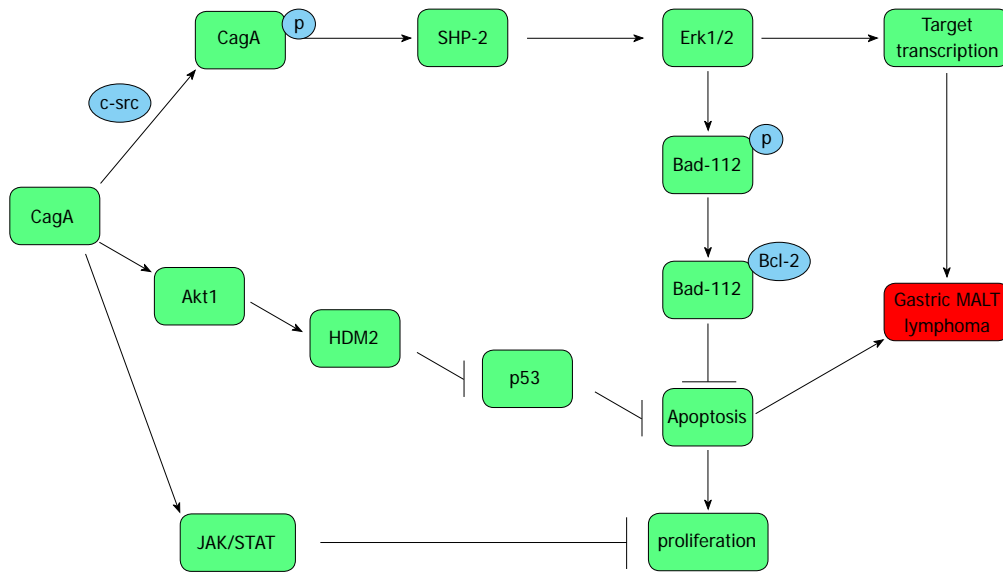 CagA
p
SHP-2
Erk1/2
Target
transcription
c-src
Bad-112
p
CagA
Bad-112
Bcl-2
Akt1
Gastric MALT
lymphoma
HDM2
p53
Apoptosis
JAK/STAT
proliferation